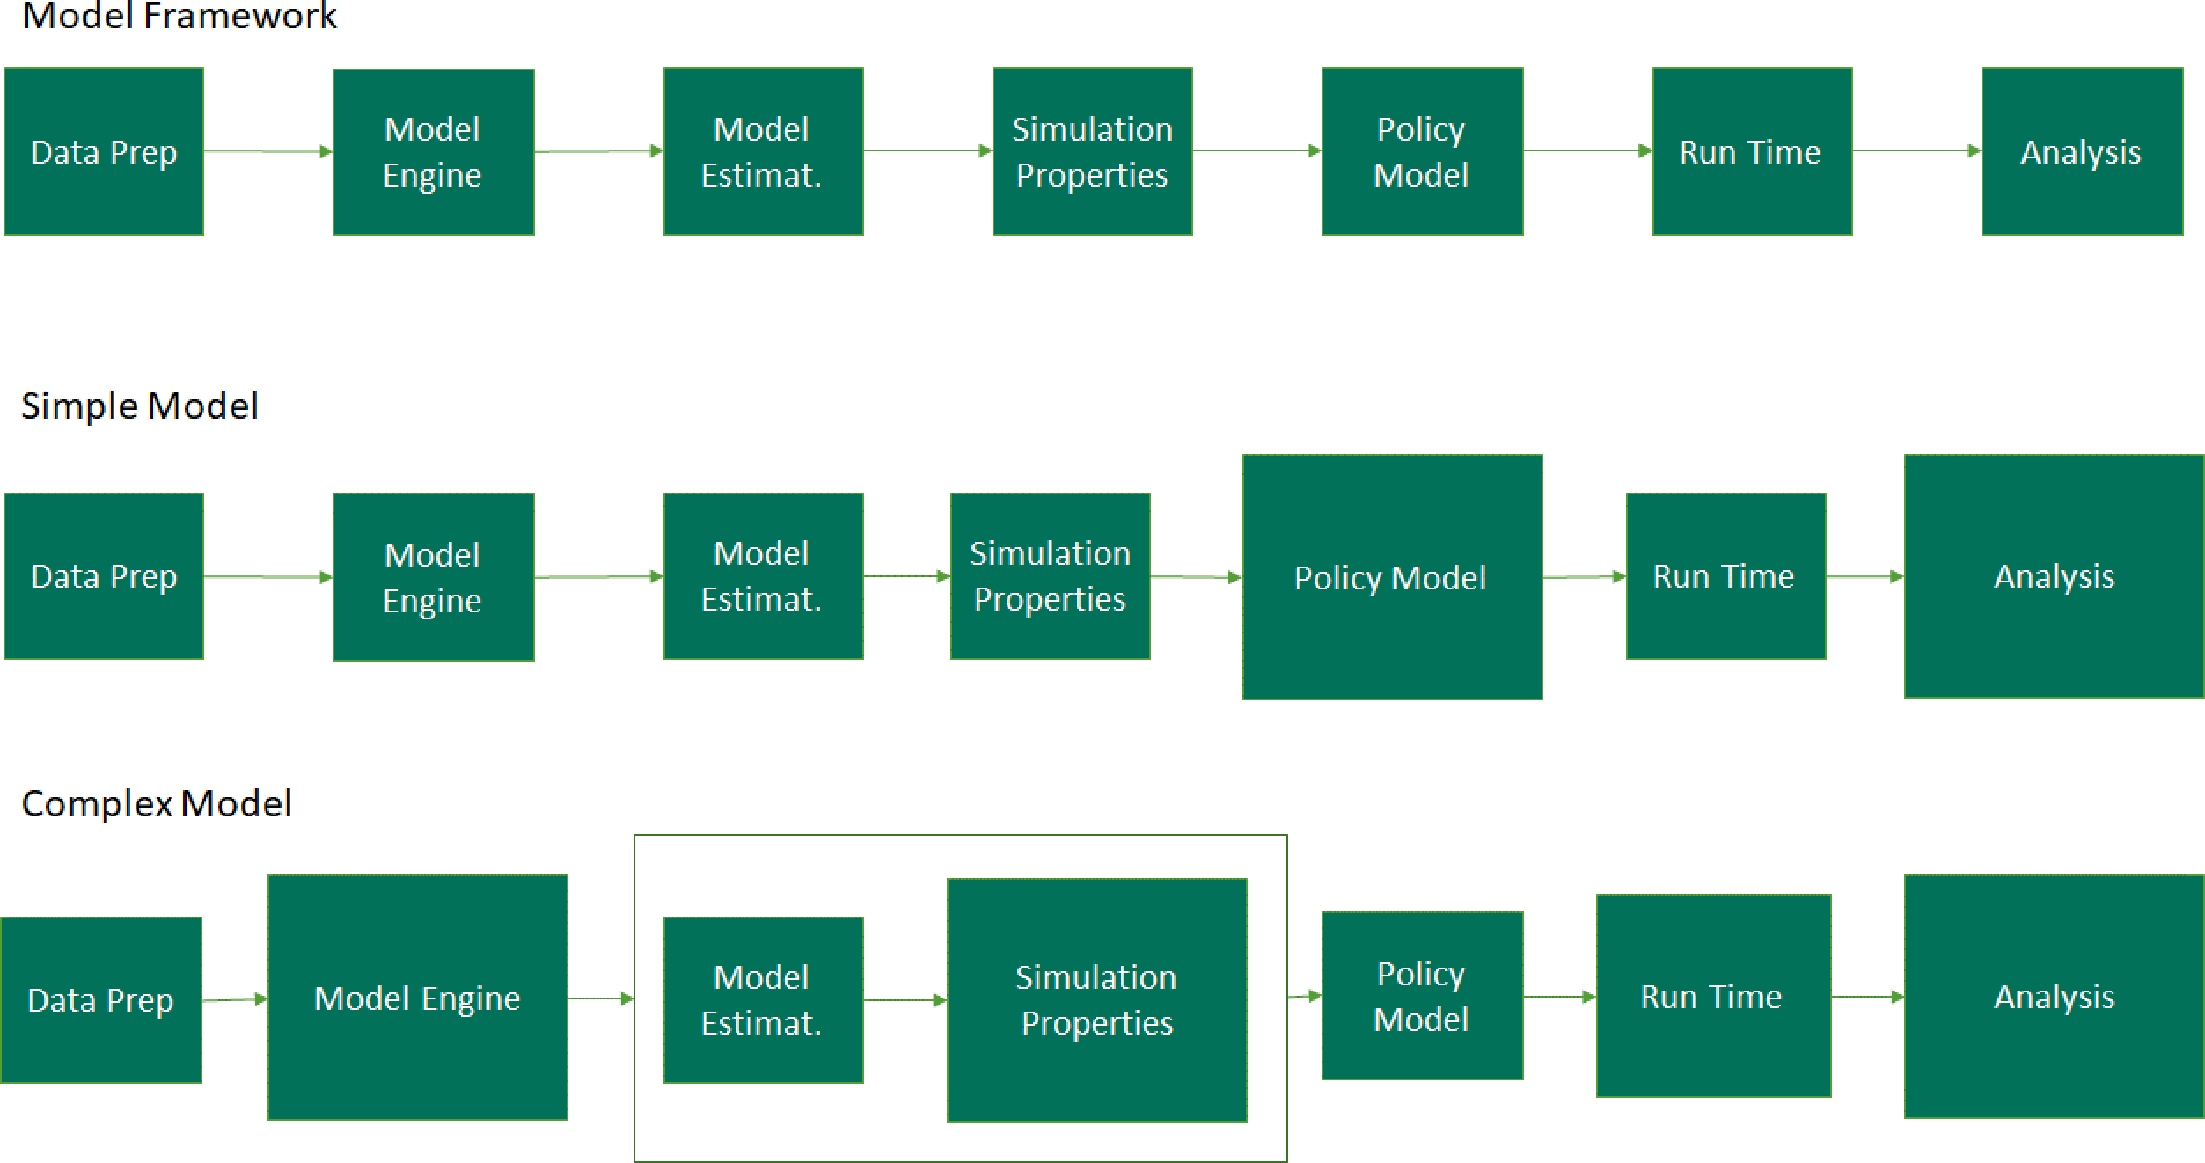 Model Framework
Data Prep
Model
Engine
Model
Estimat.
Simulation
Properties
Policy
Model
Run Time
Analysis
Simple Model
Data Prep
Model
Engine
Model
Estimat.
Simulation
Properties
Policy Model
Run Time
Analysis
Complex Model
Data Prep
Model Engine
Model
Estimat.
Simulation
Properties
Policy
Model
Run Time
Analysis